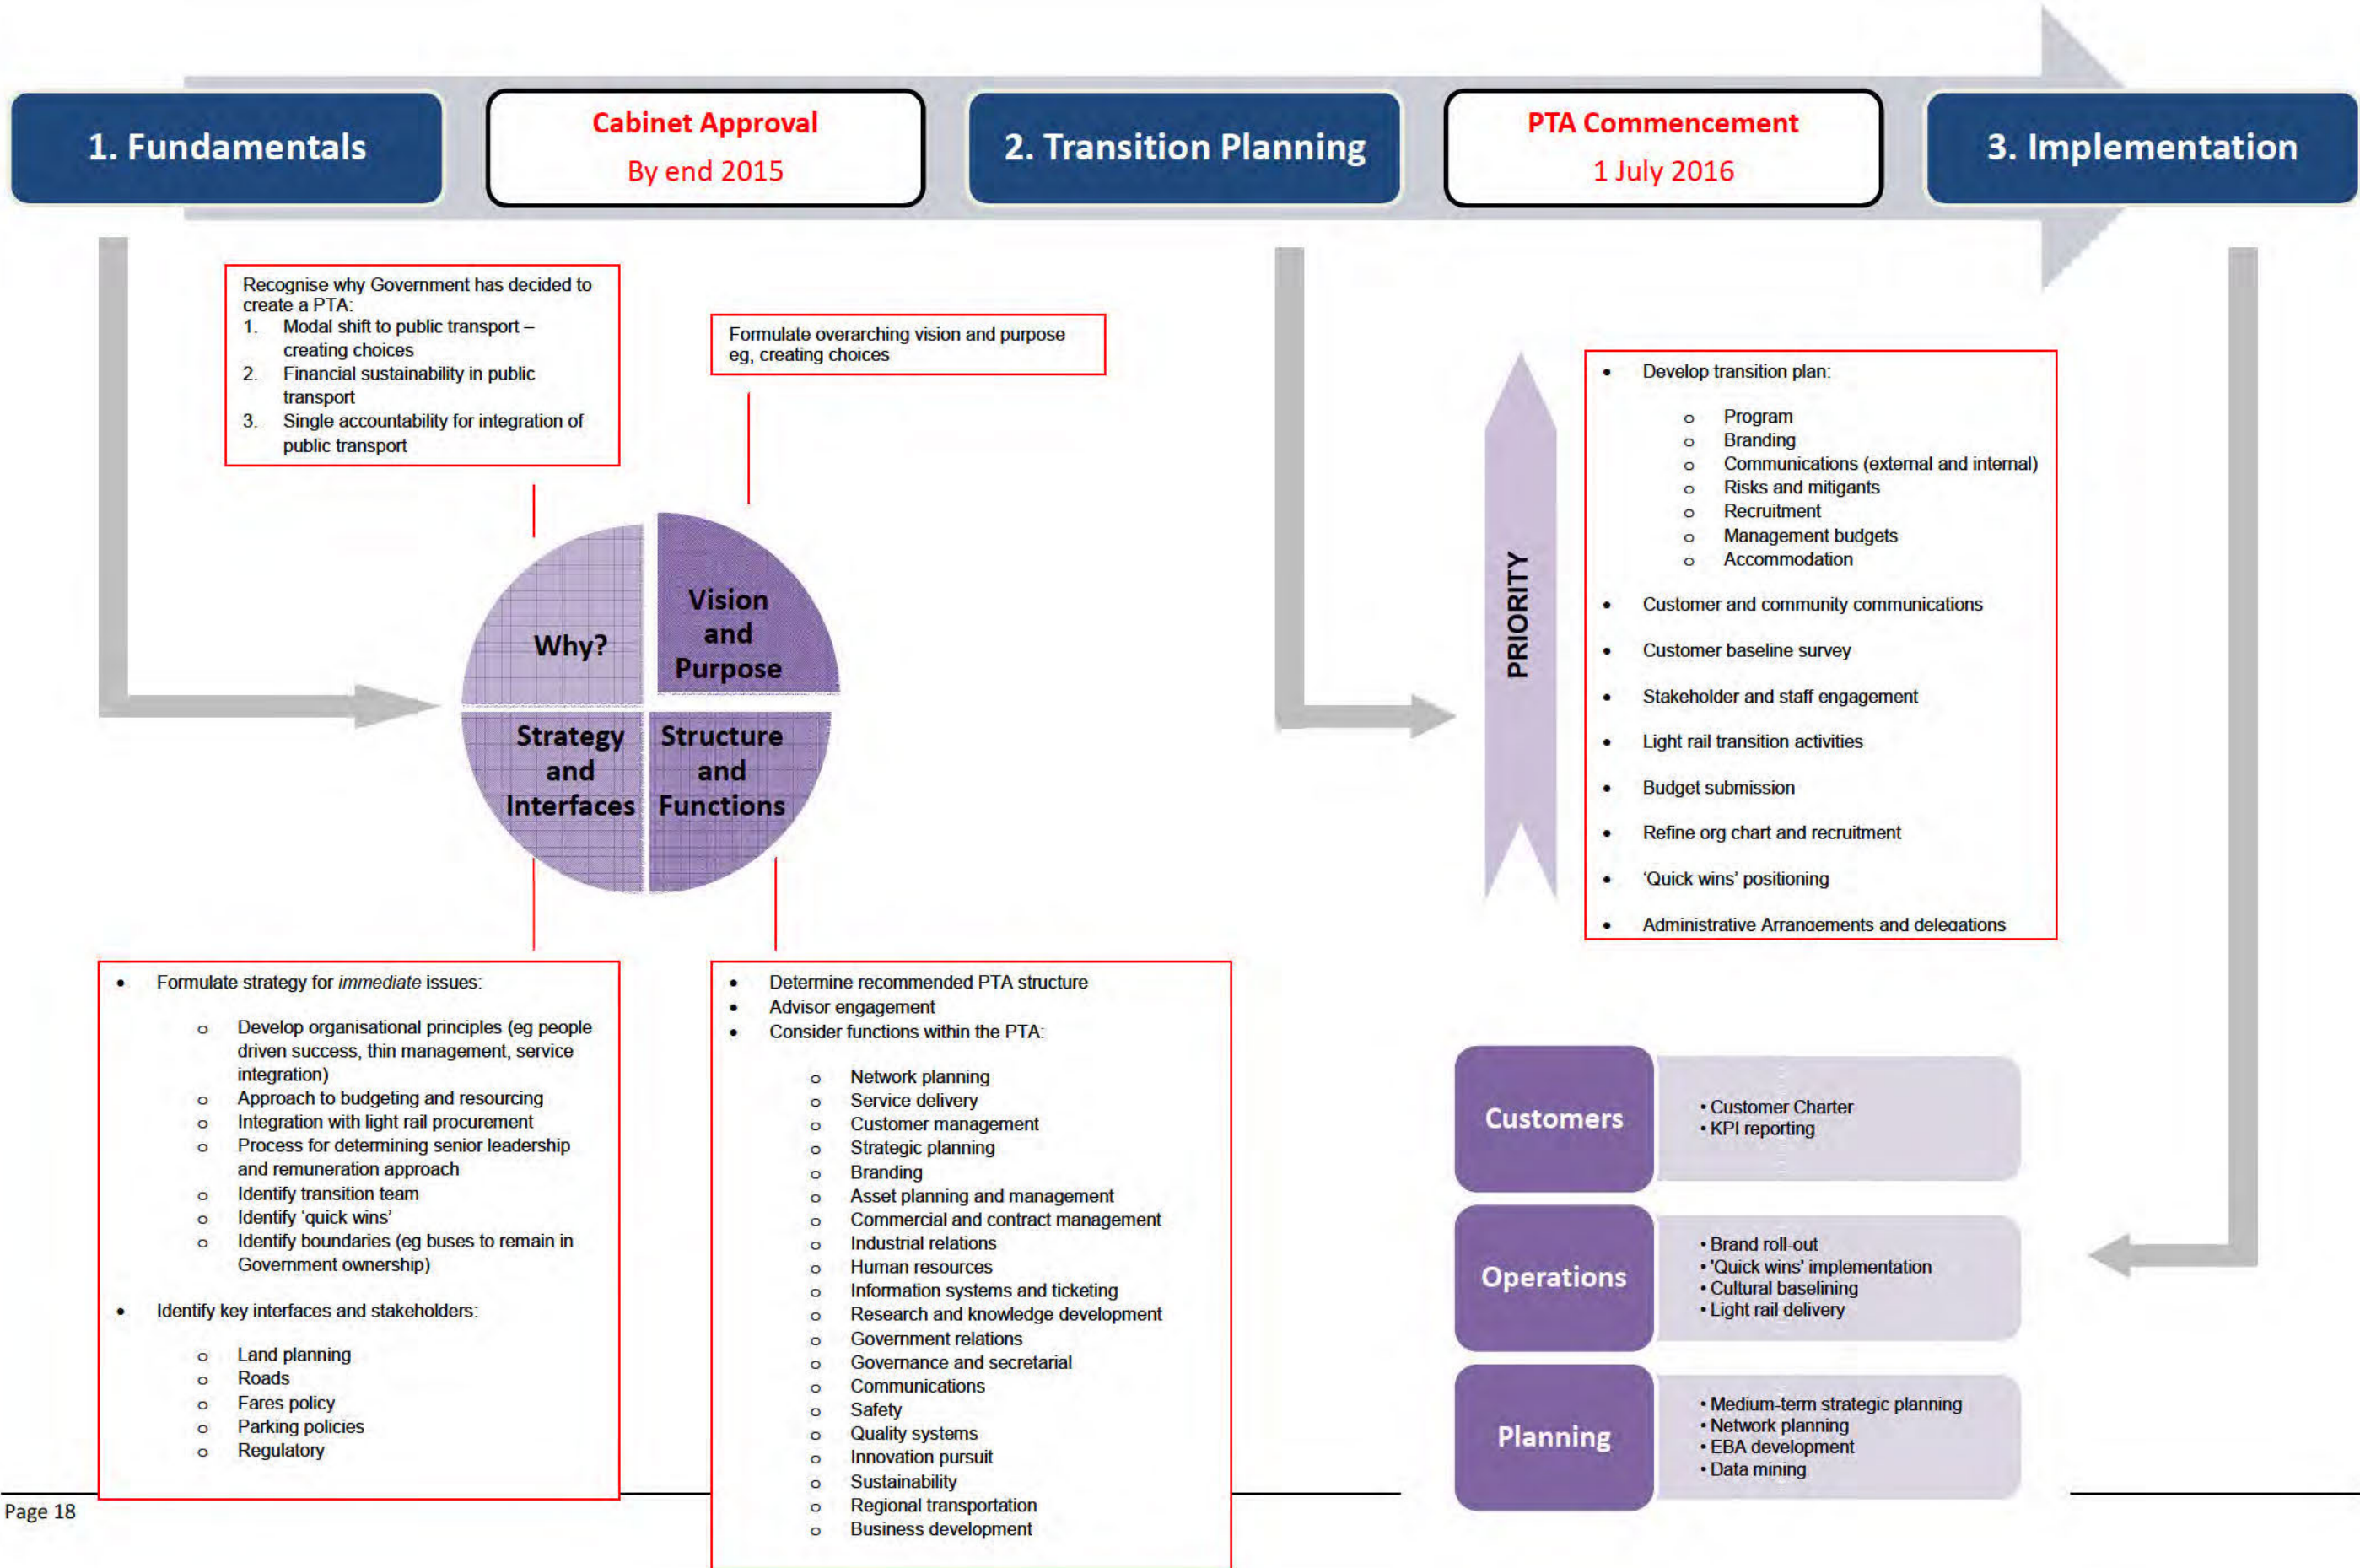 1. Fundamentals
Cabinet Approval
By end 2015
2. Transition Planning
PTA Commencement
1 July 2016
3. Implementation
Recognise why Government has decided to
create a PTA:
1. Modal shift to public transport –
creating choices
2. Financial sustainability in public
transport
3. Single accountability for integration of
public transport
Formulate overarching vision and purpose
eg, creating choices
Why?
Vision
and
Purpose
Strategy
and
Interfaces
Structure
and
Functions
• Formulate strategy for immediate issues:
o Develop organisational principles (eg people
driven success, thin management, service
integration)
o Approach to budgeting and resourcing
o Integration with light rail procurement
o Process for determining senior leadership
and remuneration approach
o Identify transition team
o Identify ‘quick wins’
o Identify boundaries (eg buses to remain in
Government ownership)
• Identify key interfaces and stakeholders:
o Land planning
o Roads
o Fares policy
o Parking policies
o Regulatory
• Determine recommended PTA structure
• Advisor engagement
• Consider functions within the PTA:
o Network planning
o Service delivery
o Customer management
o Strategic planning
o Branding
o Asset planning and management
o Commercial and contract management
o Industrial relations
o Human resources
o Information systems and ticketing
o Research and knowledge development
o Government relations
o Governance and secretarial
o Communications
o Safety
o Quality systems
o Innovation pursuit
o Sustainability
o Regional transportation
o Business development
PRIORITY
• Develop transition plan:
o Program
o Branding
o Communications (external and internal)
o Risks and mitigants
o Recruitment
o Management budgets
o Accommodation
• Customer and community communications
• Customer baseline survey
• Stakeholder and staff engagement
• Light rail transition activities
• Budget submission
• Refine org chart and recruitment
• ‘Quick wins’ positioning
• Administrative Arrangements and delegations
Customers
• Customer Charter
• KPI reporting
Operations
• Brand roll-out
• 'Quick wins' implementation
• Cultural baselining
• Light rail delivery
Planning
• Medium-term strategic planning
• Network planning
• EBA development
• Data mining
Page 18